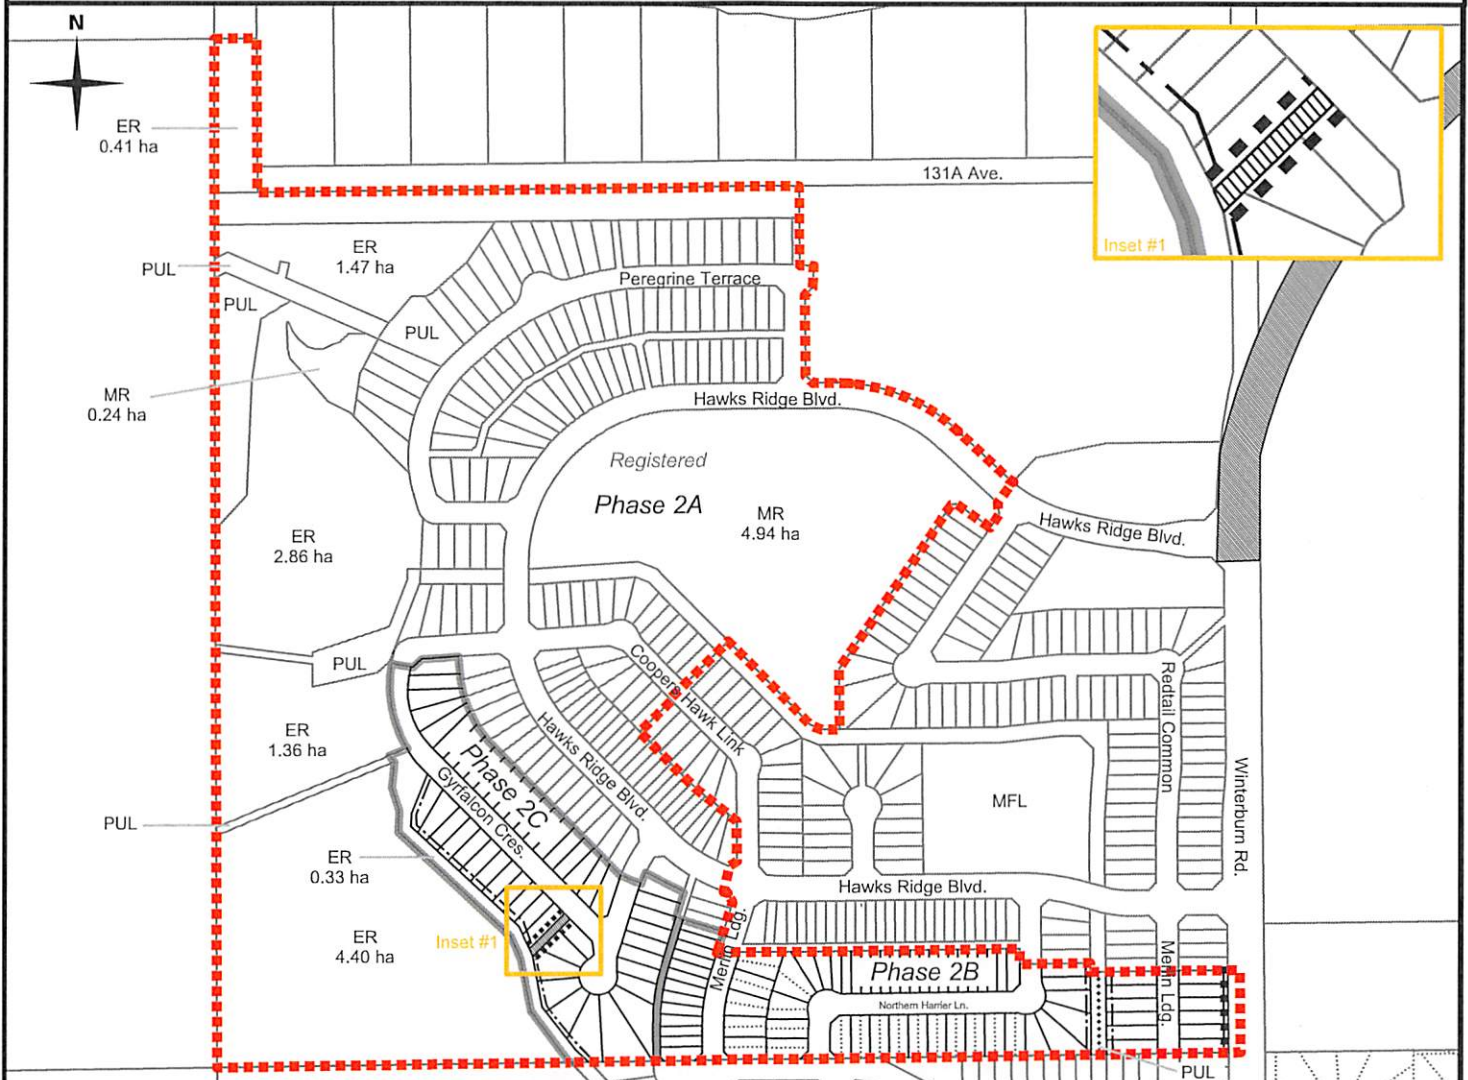 N
ER
0.41 ha
131A Ave.
Inset #1
PUL
ER
1.47 ha
PUL
Peregrine Terrace
PUL
MR
0.24 ha
Hawks Ridge Blvd.
Registered
Phase 2A
MR
4.94 ha
Hawks Ridge Blvd.
ER
2.86 ha
PUL
Coopers Hawk Link
Redtail Common
ER
1.36 ha
Hawks Ridge Blvd.
Phase 2C
Gyrfalcon Cres.
Winterburn Rd.
MFL
PUL
ER
0.33 ha
Hawks Ridge Blvd.
ER
4.40 ha
Inset #1
Merlin Ldg.
Phase 2B
Northern Harrier Ln.
Merlin Ldg.
PUL